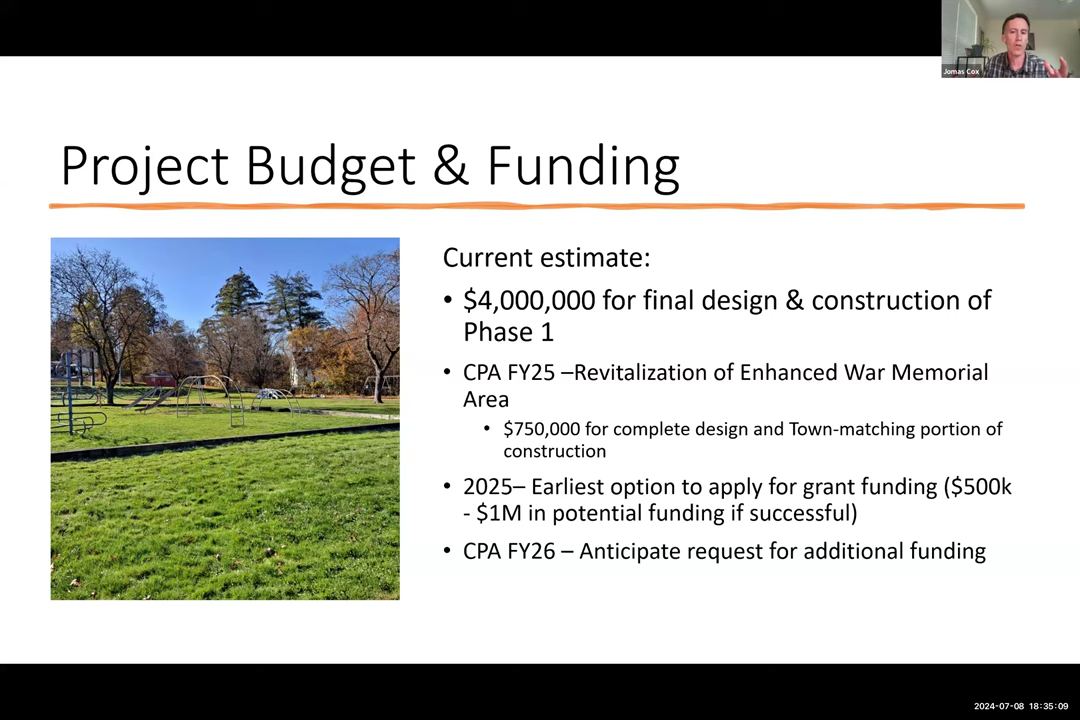 Jomas Cox
Project Budget & Funding
Current estimate:
• $4,000,000 for final design & construction of
Phase 1
• CPA FY25 –Revitalization of Enhanced War Memorial
Area
• $750,000 for complete design and Town-matching portion of
construction
• 2025– Earliest option to apply for grant funding ($500k
- $1M in potential funding if successful)
• CPA FY26 – Anticipate request for additional funding
2024-07-08 18:35:09